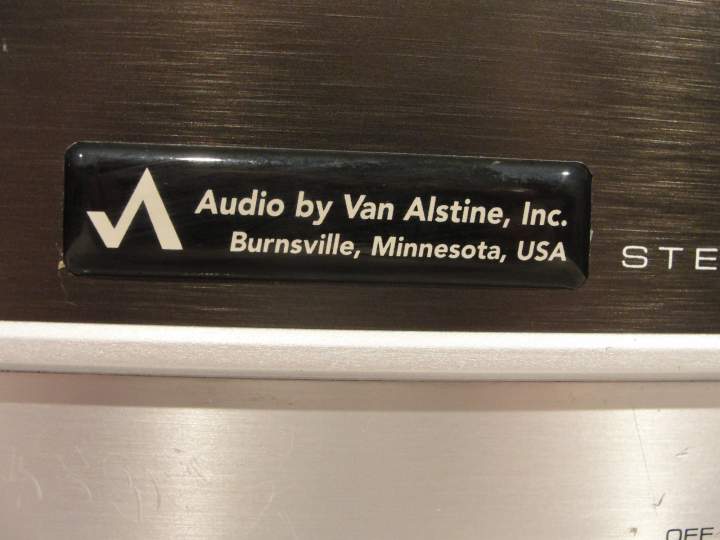 Audio by Van Alstine, Inc.
Burnsville, Minnesota, USA
STE
OFF